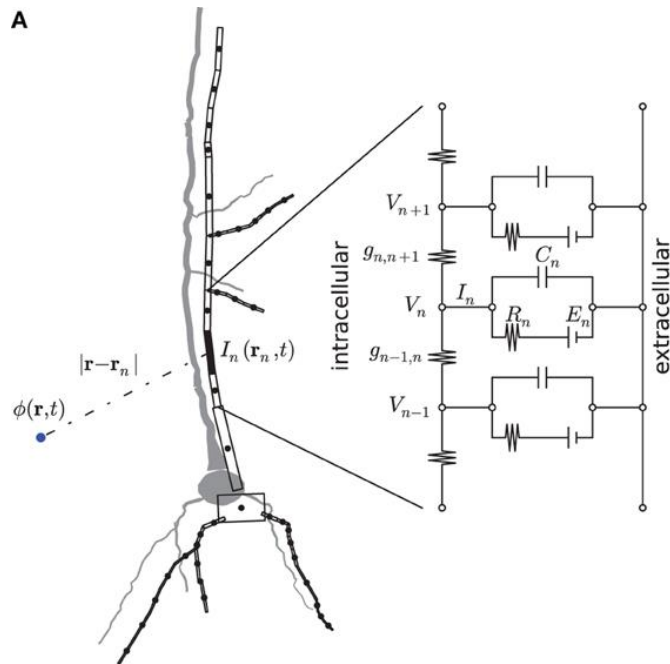 A
V_{n+1}
g_{n,n+1}
C_n
V_n
I_n
R_n
E_n
g_{n-1,n}
V_{n-1}
intracellular
extracellular
I_n(r_n,t)
|r-r_n|
ϕ(r,t)